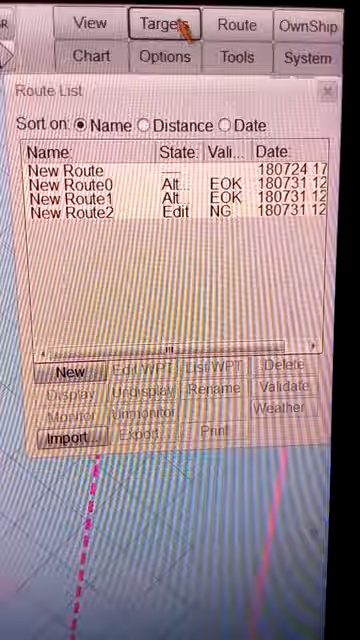 View Targets Route OwnShip
Chart Options Tools System
Route List
Sort on: Name Distance Date
Name: State: Vali... Date:
New Route 180724 17
New Route0 Alt... EOK 180731 12
New Route1 Alt EOK 180731 12
New Route2 Edit NG 180731 12
New Edit WPT List WPT Delete
Display Undisplay Rename Validate
Monitor Unmonitor Weather
Import... Export... Print